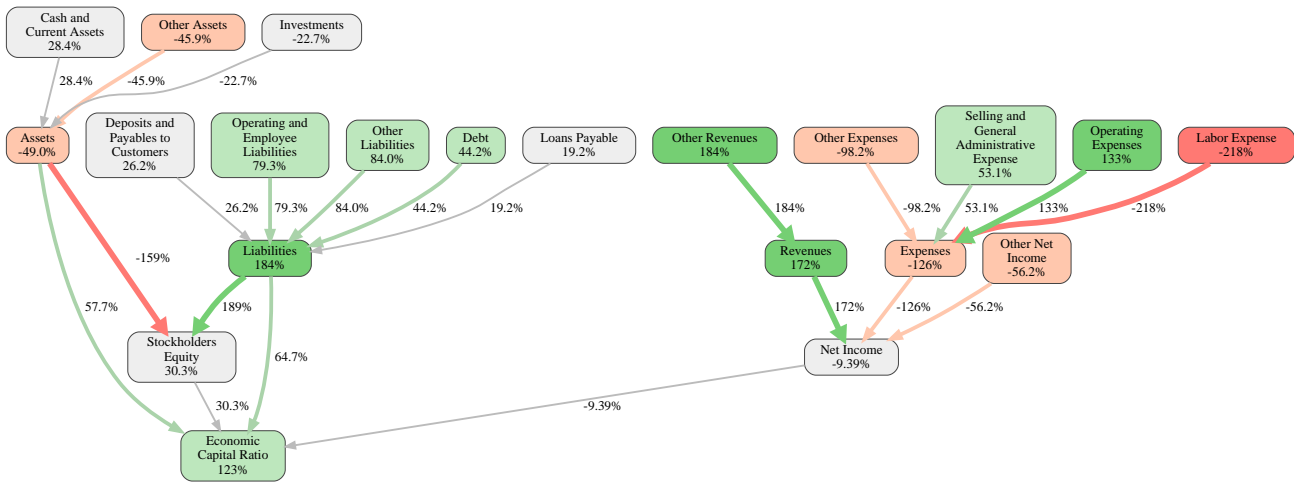 Cash and
Current Assets
28.4%
Other Assets
-45.9%
Investments
-22.7%
28.4%
-45.9%
-22.7%
Assets
-49.0%
Deposits and
Payables to
Customers
26.2%
Operating and
Employee
Liabilities
79.3%
Other
Liabilities
84.0%
Debt
44.2%
Loans Payable
19.2%
Other Revenues
184%
Other Expenses
-98.2%
Selling and
General
Administrative
Expense
53.1%
Operating
Expenses
133%
Labor Expense
-218%
26.2%
79.3%
84.0%
44.2%
19.2%
184%
-98.2%
53.1%
133%
-218%
Liabilities
184%
Revenues
172%
Expenses
-126%
Other Net
Income
-56.2%
-159%
57.7%
189%
64.7%
172%
-126%
-56.2%
Stockholders
Equity
30.3%
Net Income
-9.39%
30.3%
-9.39%
Economic
Capital Ratio
123%